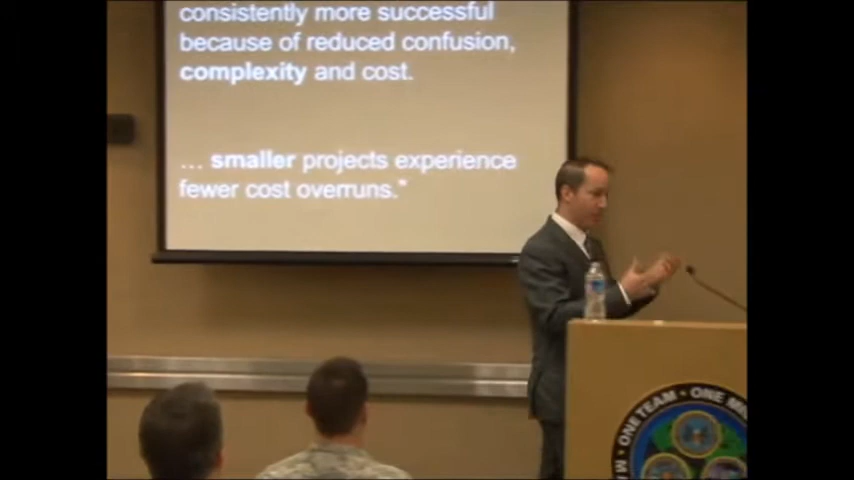 consistently more successful
because of reduced confusion,
complexity and cost.
... smaller projects experience
fewer cost overruns.*
ONE TEAM • ONE